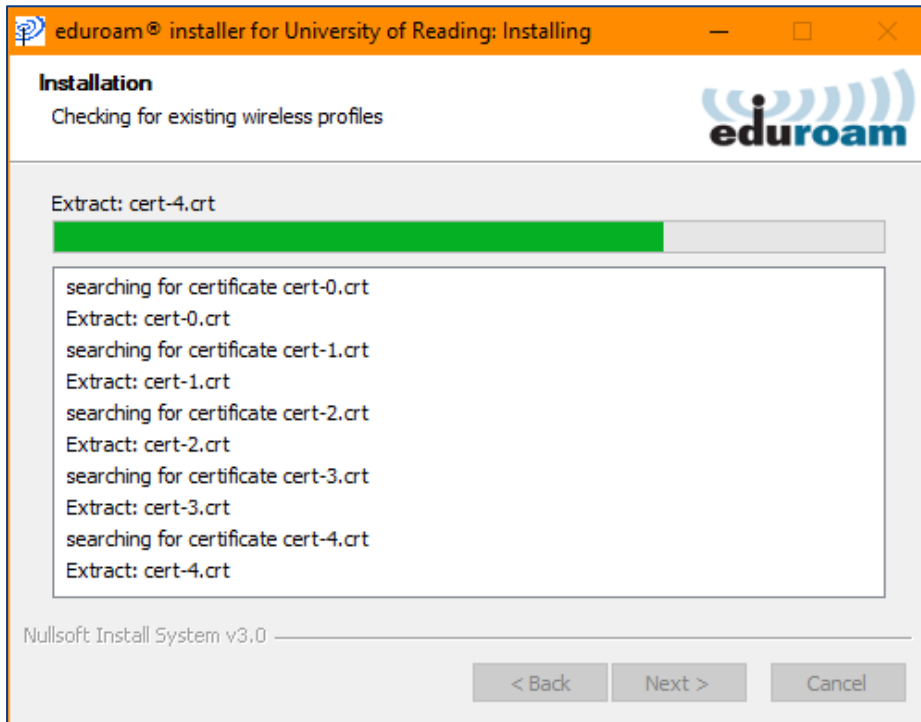 eduroam® installer for University of Reading: Installing
Installation
Checking for existing wireless profiles
eduroam
Extract: cert-4.crt
searching for certificate cert-0.crt
Extract: cert-0.crt
searching for certificate cert-1.crt
Extract: cert-1.crt
searching for certificate cert-2.crt
Extract: cert-2.crt
searching for certificate cert-3.crt
Extract: cert-3.crt
searching for certificate cert-4.crt
Extract: cert-4.crt
Nullsoft Install System v3.0
< Back Next > Cancel